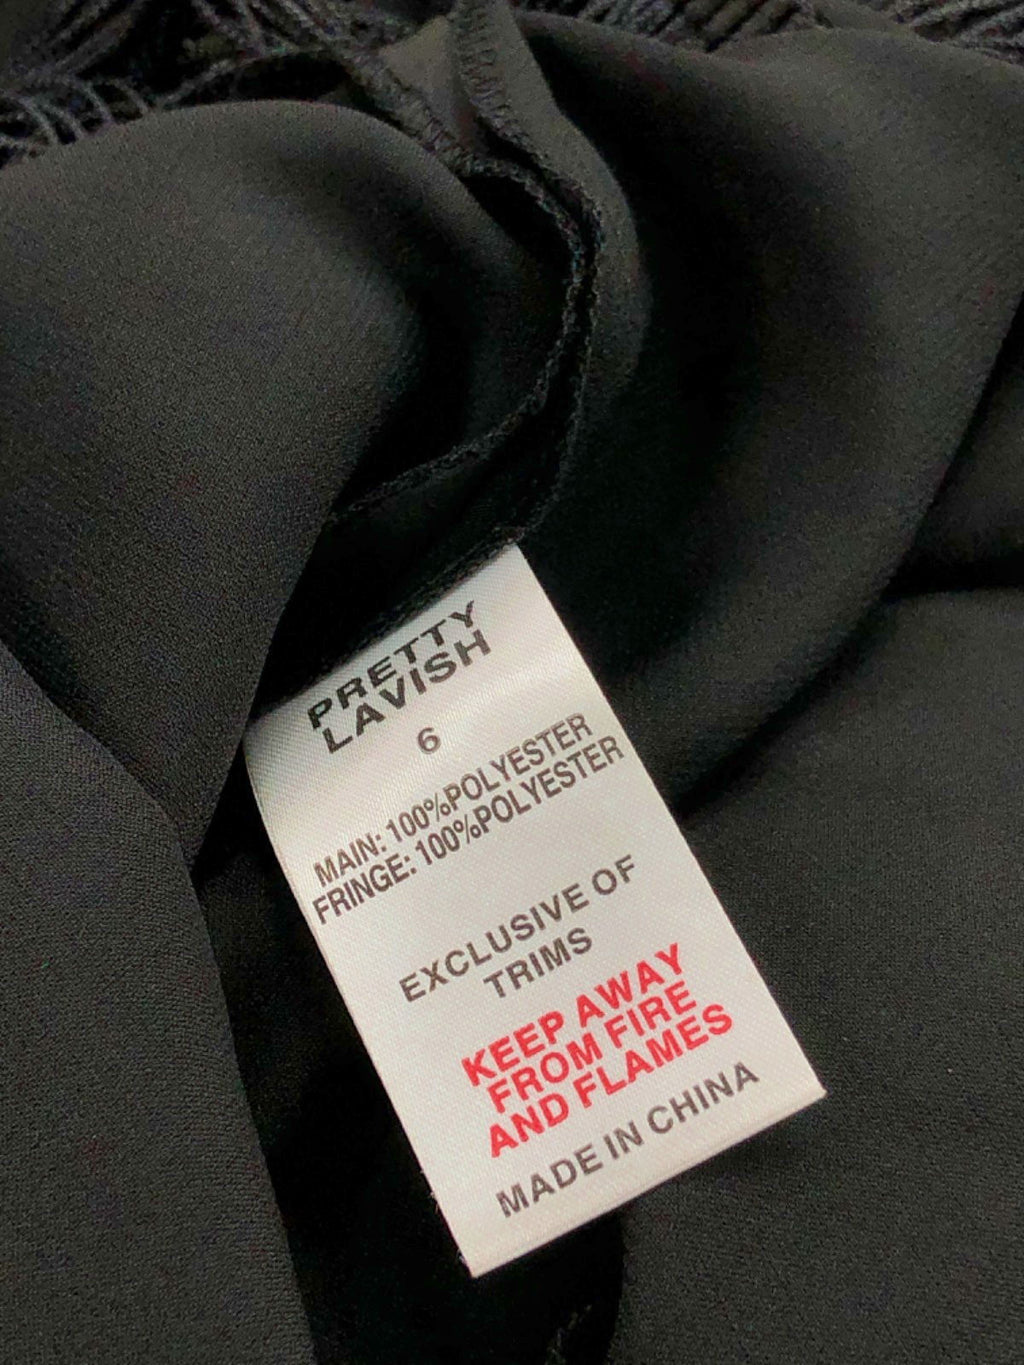 PRETTY
LAVISH
6
MAIN: 100%POLYESTER
FRINGE: 100%POLYESTER
EXCLUSIVE OF
TRIMS
KEEP AWAY
FROM FIRE
AND FLAMES
MADE IN CHINA